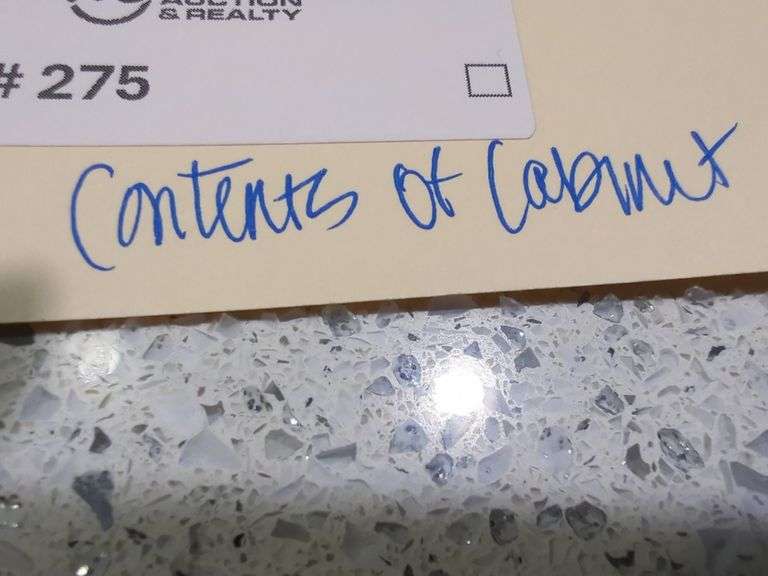 AUCTION
& REALTY
# 275
Contents of Cabinet